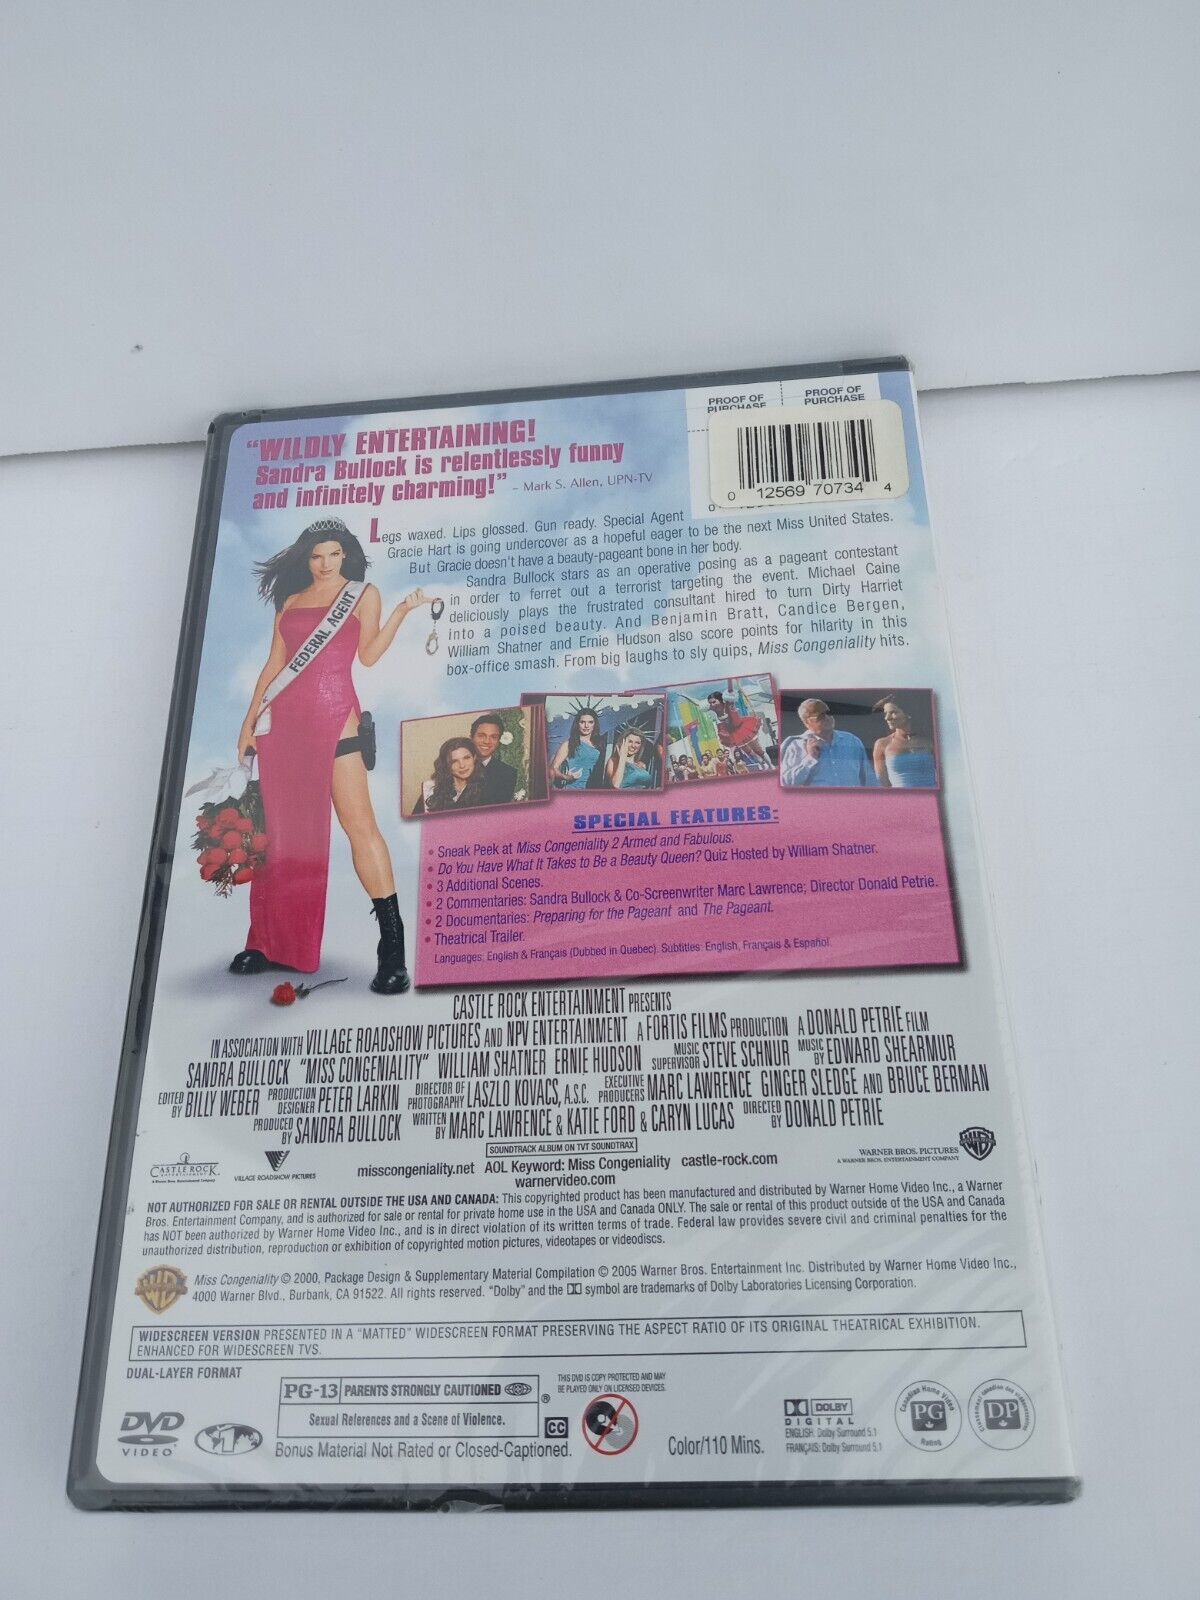 PROOF OF PURCHASE
PROOF OF PURCHASE
0 12569 70734 4
"WILDLY ENTERTAINING!
Sandra Bullock is relentlessly funny
and infinitely charming!"
– Mark S. Allen, UPN-TV
Legs waxed. Lips glossed. Gun ready. Special Agent
Gracie Hart is going undercover as a hopeful eager to be the next Miss United States.
But Gracie doesn't have a beauty-pageant bone in her body.
Sandra Bullock stars as an operative posing as a pageant contestant
in order to ferret out a terrorist targeting the event. Michael Caine
deliciously plays the frustrated consultant hired to turn Dirty Harriet
into a poised beauty. And Benjamin Bratt, Candice Bergen,
William Shatner and Ernie Hudson also score points for hilarity in this
box-office smash. From big laughs to sly quips, Miss Congeniality hits.
FEDERAL AGENT
SPECIAL FEATURES:
• Sneak Peek at Miss Congeniality 2 Armed and Fabulous.
• Do You Have What It Takes to Be a Beauty Queen? Quiz Hosted by William Shatner.
• 3 Additional Scenes.
• 2 Commentaries: Sandra Bullock & Co-Screenwriter Marc Lawrence; Director Donald Petrie.
• 2 Documentaries: Preparing for the Pageant and The Pageant.
• Theatrical Trailer.
Languages: English & Français (Dubbed in Quebec). Subtitles: English, Français & Español.
CASTLE ROCK ENTERTAINMENT PRESENTS
IN ASSOCIATION WITH VILLAGE ROADSHOW PICTURES AND NPV ENTERTAINMENT A FORTIS FILMS PRODUCTION A DONALD PETRIE FILM
SANDRA BULLOCK "MISS CONGENIALITY" WILLIAM SHATNER ERNIE HUDSON MUSIC SUPERVISOR STEVE SCHNUR MUSIC BY EDWARD SHEARMUR
EDITED BY BILLY WEBER PRODUCTION DESIGNER PETER LARKIN DIRECTOR OF PHOTOGRAPHY LASZLO KOVACS, A.S.C. EXECUTIVE PRODUCERS MARC LAWRENCE GINGER SLEDGE AND BRUCE BERMAN
PRODUCED BY SANDRA BULLOCK WRITTEN BY MARC LAWRENCE & KATIE FORD & CARYN LUCAS DIRECTED BY DONALD PETRIE
SOUNDTRACK ALBUM ON TVT SOUNDTRAX
CASTLE ROCK
ENTERTAINMENT
VILLAGE ROADSHOW PICTURES
misscongeniality.net AOL Keyword: Miss Congeniality castle-rock.com
warnervideo.com
WARNER BROS. PICTURES
A WARNER BROS. ENTERTAINMENT COMPANY
NOT AUTHORIZED FOR SALE OR RENTAL OUTSIDE THE USA AND CANADA: This copyrighted product has been manufactured and distributed by Warner Home Video Inc., a Warner
Bros. Entertainment Company, and is authorized for sale or rental for private home use in the USA and Canada ONLY. The sale or rental of this product outside of the USA and Canada
has NOT been authorized by Warner Home Video Inc., and is in direct violation of its written terms of trade. Federal law provides severe civil and criminal penalties for the
unauthorized distribution, reproduction or exhibition of copyrighted motion pictures, videotapes or videodiscs.
Miss Congeniality © 2000, Package Design & Supplementary Material Compilation © 2005 Warner Bros. Entertainment Inc. Distributed by Warner Home Video Inc.,
4000 Warner Blvd., Burbank, CA 91522. All rights reserved. "Dolby" and the DD symbol are trademarks of Dolby Laboratories Licensing Corporation.
WIDESCREEN VERSION PRESENTED IN A "MATTED" WIDESCREEN FORMAT PRESERVING THE ASPECT RATIO OF ITS ORIGINAL THEATRICAL EXHIBITION.
ENHANCED FOR WIDESCREEN TVS.
DUAL-LAYER FORMAT
DVD
VIDEO
1
PG-13 PARENTS STRONGLY CAUTIONED ®
Sexual References and a Scene of Violence.
Bonus Material Not Rated or Closed-Captioned.
CC
THIS DVD IS COPY PROTECTED AND MAY
BE PLAYED ONLY ON LICENSED DEVICES.
Color/110 Mins.
DOLBY
DIGITAL
ENGLISH: Dolby Surround 5.1
FRANÇAIS: Dolby Surround 5.1
Canadian Home Video
PG
Rating
DP